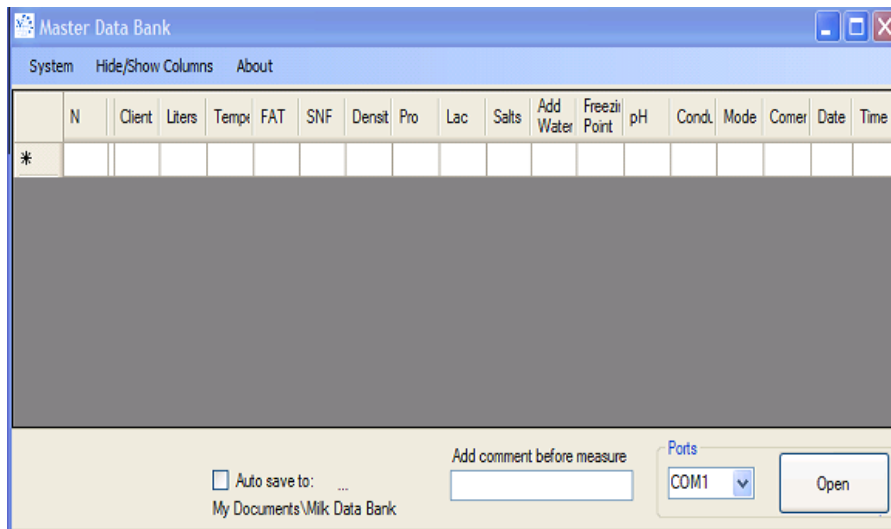 Master Data Bank
System Hide/Show Columns About
N Client Liters Tempe FAT SNF Densit Pro Lac Salts Add Water Freezin Point pH Condu Mode Comer Date Time
*
Add comment before measure
Ports
Auto save to: ...
COM1
Open
My Documents\Milk Data Bank